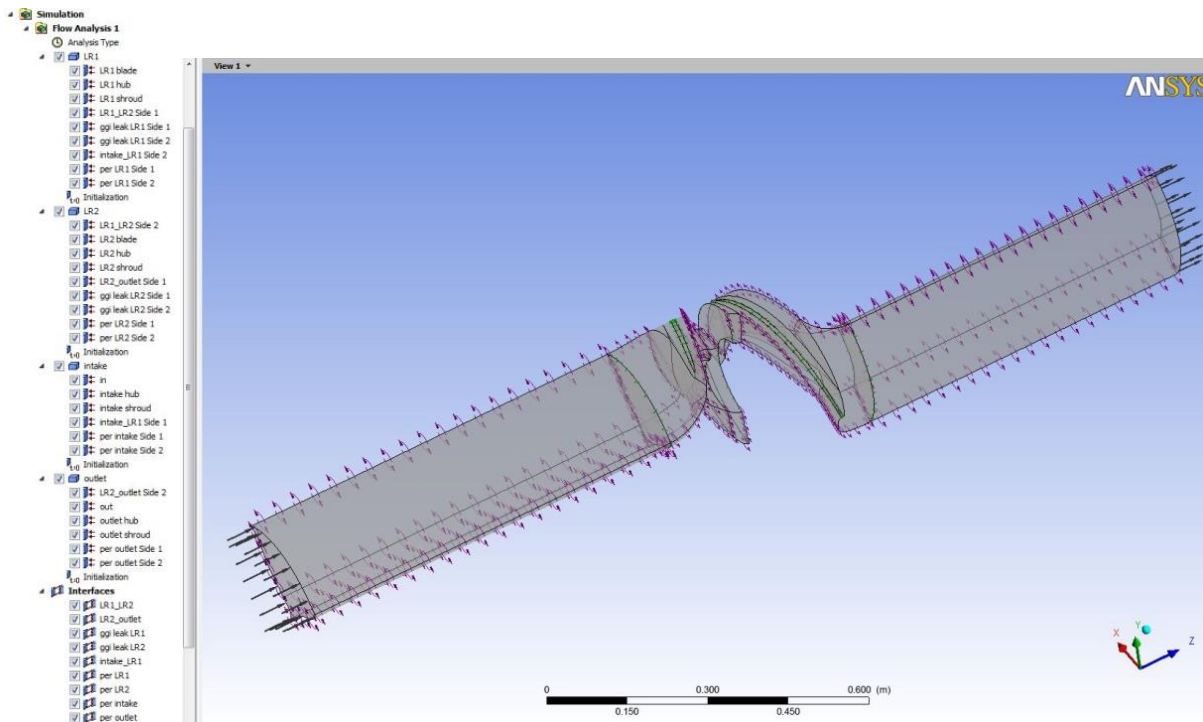 Simulation
Flow Analysis 1
Analysis Type
LR1
LR1 blade
LR1 hub
LR1 shroud
LR1_LR2 Side 1
ggi leak LR1 Side 1
ggi leak LR1 Side 2
intake_LR1 Side 2
per LR1 Side 1
per LR1 Side 2
t=0 Initialization
LR2
LR1_LR2 Side 2
LR2 blade
LR2 hub
LR2 shroud
LR2_outlet Side 1
ggi leak LR2 Side 1
ggi leak LR2 Side 2
per LR2 Side 1
per LR2 Side 2
t=0 Initialization
intake
in
intake hub
intake shroud
intake_LR1 Side 1
per intake Side 1
per intake Side 2
t=0 Initialization
outlet
LR2_outlet Side 2
out
outlet hub
outlet shroud
per outlet Side 1
per outlet Side 2
t=0 Initialization
Interfaces
LR1_LR2
LR2_outlet
ggi leak LR1
ggi leak LR2
intake_LR1
per LR1
per LR2
per intake
per outlet
View 1
ANSYS
X Y Z
0 0.300 0.600 (m)
0.150 0.450